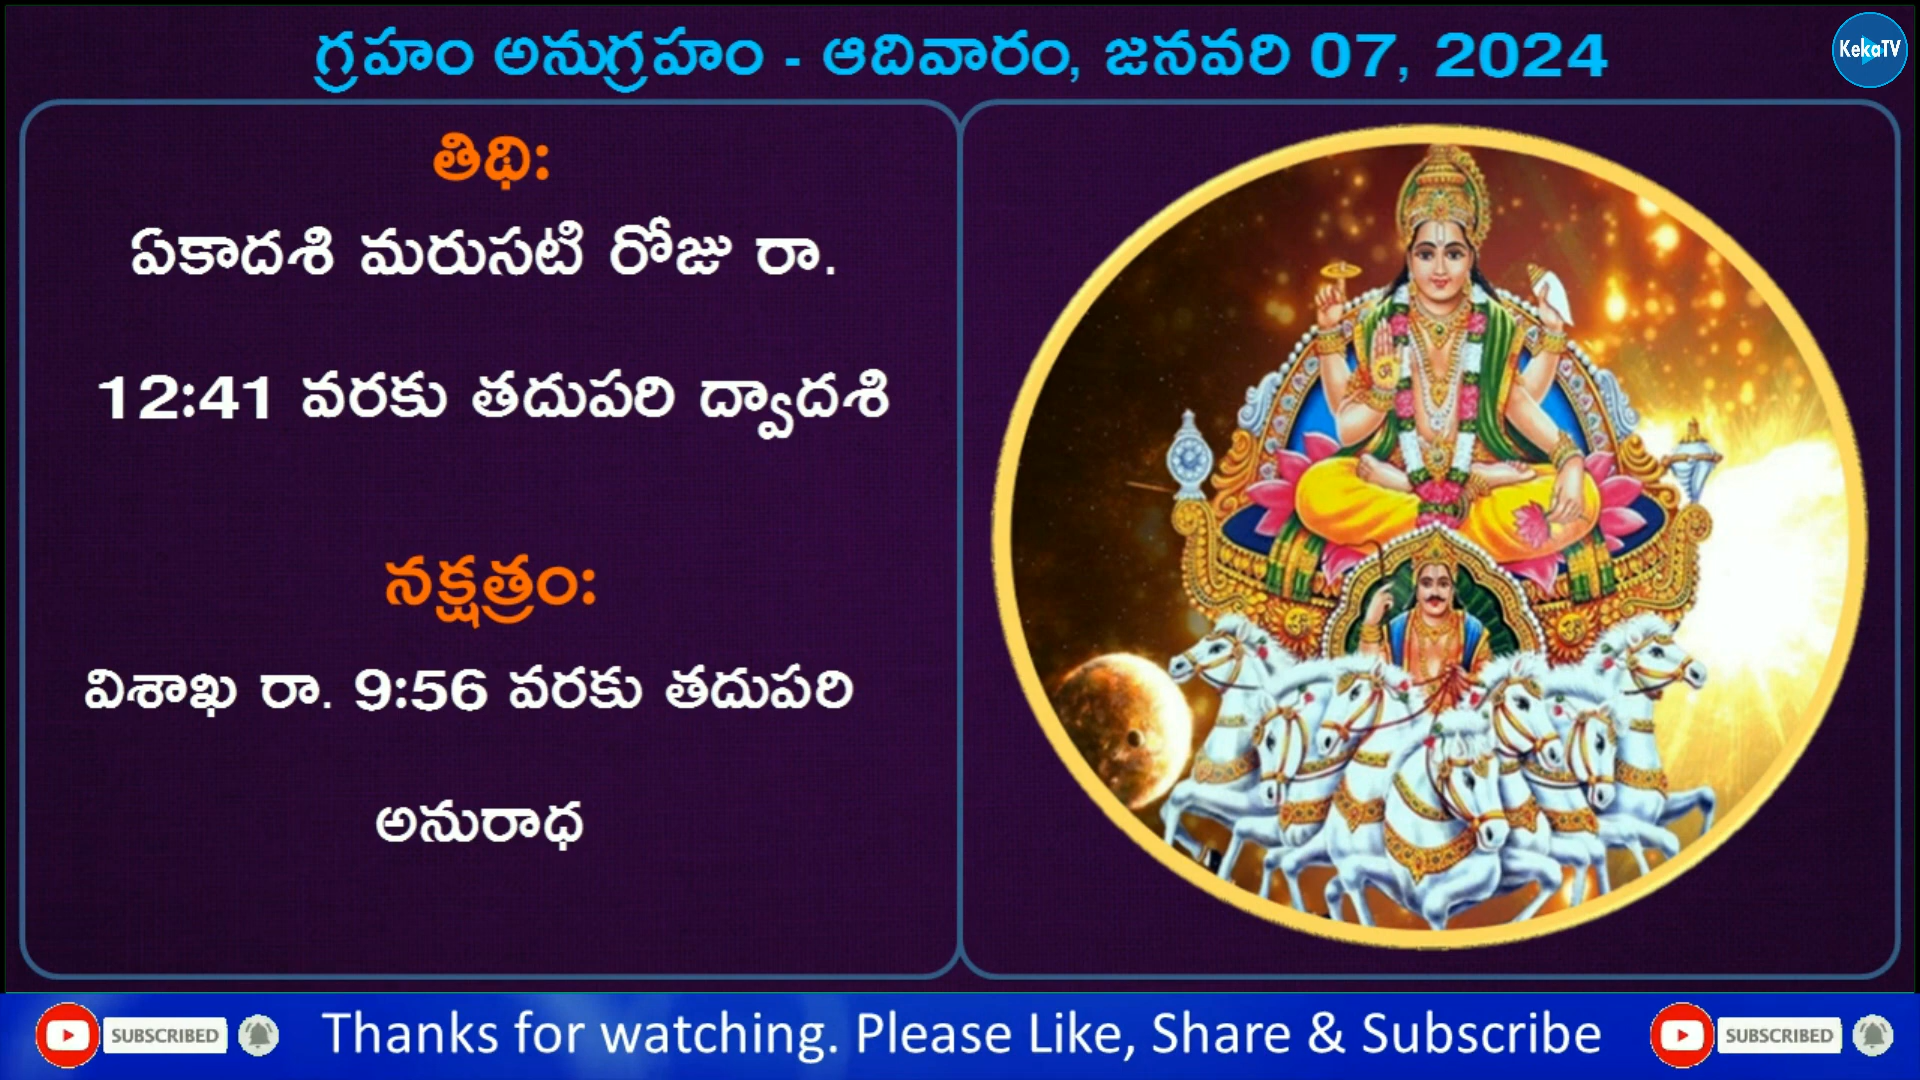 గ్రహం అనుగ్రహం - ఆదివారం, జనవరి 07, 2024
KekaTV
తిథి:
ఏకాదశి మరుసటి రోజు రా.
12:41 వరకు తదుపరి ద్వాదశి
నక్షత్రం:
విశాఖ రా. 9:56 వరకు తదుపరి
అనురాధ
SUBSCRIBED Thanks for watching. Please Like, Share & Subscribe SUBSCRIBED